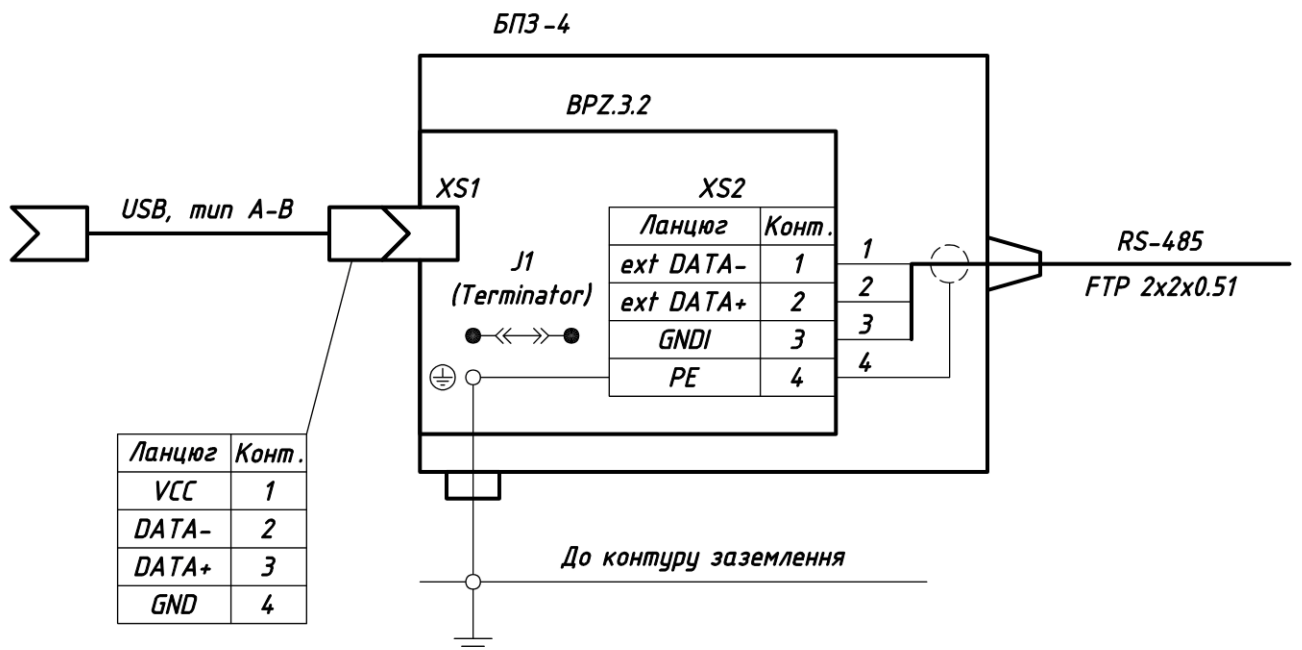 БПЗ-4
BPZ.3.2
XS1
XS2
USB, тип А-В
Ланцюг Конт.
ext DATA- 1
ext DATA+ 2
GNDI 3
PE 4
1
2
3
4
J1
(Terminator)
RS-485
FTP 2x2x0.51
Ланцюг Конт.
VCC 1
DATA- 2
DATA+ 3
GND 4
До контуру заземлення